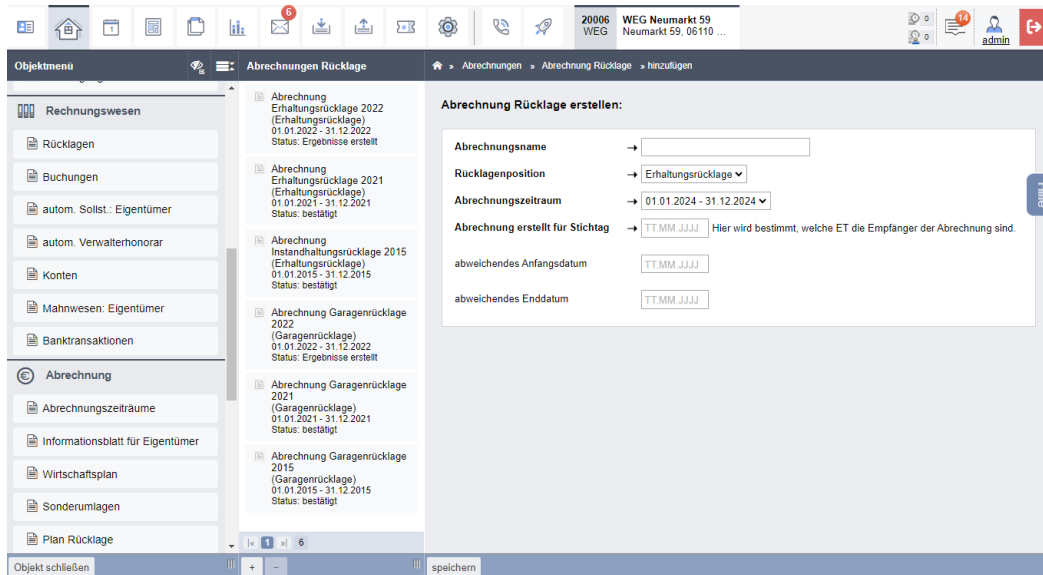 6
20006
WEG
WEG Neumarkt 59
Neumarkt 59, 06110 ...
0
0
14
admin
Objektmenü
Abrechnungen Rücklage
» Abrechnungen » Abrechnung Rücklage » hinzufügen
Rechnungswesen
Rücklagen
Buchungen
autom. Sollst.: Eigentümer
autom. Verwalterhonorar
Konten
Mahnwesen: Eigentümer
Banktransaktionen
Abrechnung
Abrechnungszeiträume
Informationsblatt für Eigentümer
Wirtschaftsplan
Sonderumlagen
Plan Rücklage
Objekt schließen
Abrechnung
Erhaltungsrücklage 2022
(Erhaltungsrücklage)
01.01.2022 - 31.12.2022
Status: Ergebnisse erstellt
Abrechnung
Erhaltungsrücklage 2021
(Erhaltungsrücklage)
01.01.2021 - 31.12.2021
Status: bestätigt
Abrechnung
Instandhaltungsrücklage 2015
(Erhaltungsrücklage)
01.01.2015 - 31.12.2015
Status: bestätigt
Abrechnung Garagenrücklage
2022
(Garagenrücklage)
01.01.2022 - 31.12.2022
Status: Ergebnisse erstellt
Abrechnung Garagenrücklage
2021
(Garagenrücklage)
01.01.2021 - 31.12.2021
Status: bestätigt
Abrechnung Garagenrücklage
2015
(Garagenrücklage)
01.01.2015 - 31.12.2015
Status: bestätigt
|« 1 »| 6
+ −
Abrechnung Rücklage erstellen:
Abrechnungsname
Rücklagenposition Erhaltungsrücklage
Abrechnungszeitraum 01.01.2024 - 31.12.2024
Abrechnung erstellt für Stichtag TT.MM.JJJJ Hier wird bestimmt, welche ET die Empfänger der Abrechnung sind.
abweichendes Anfangsdatum TT.MM.JJJJ
abweichendes Enddatum TT.MM.JJJJ
speichern